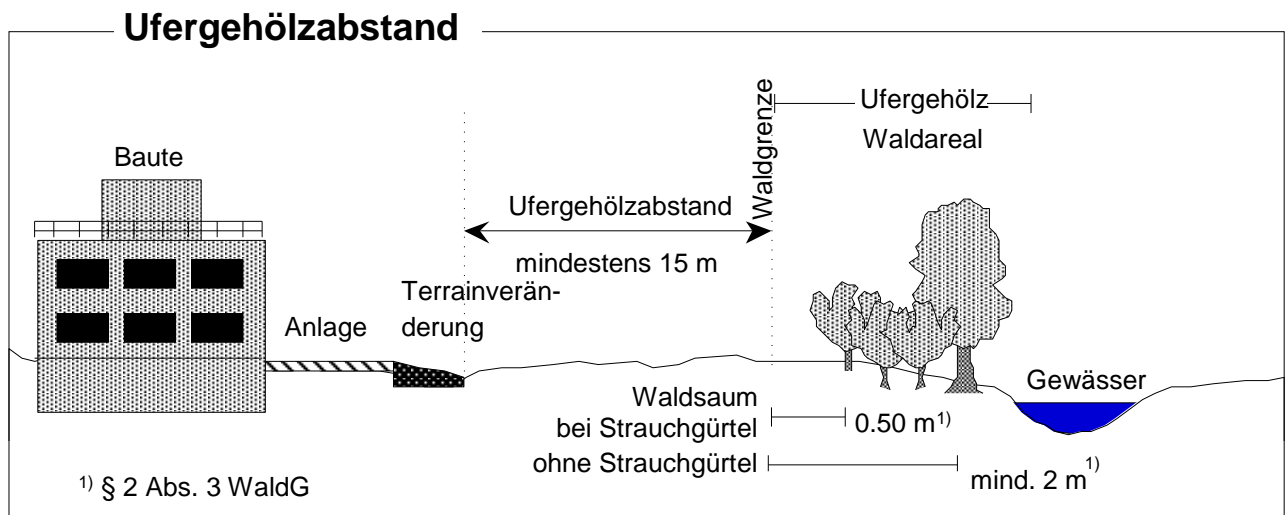 Ufergehölzabstand
Waldgrenze
Ufergehölz
Waldareal
Baute
Ufergehölzabstand
mindestens 15 m
Terrainverän-
derung
Anlage
Gewässer
Waldsaum
bei Strauchgürtel 0.50 m1)
ohne Strauchgürtel
mind. 2 m1)
1) § 2 Abs. 3 WaldG